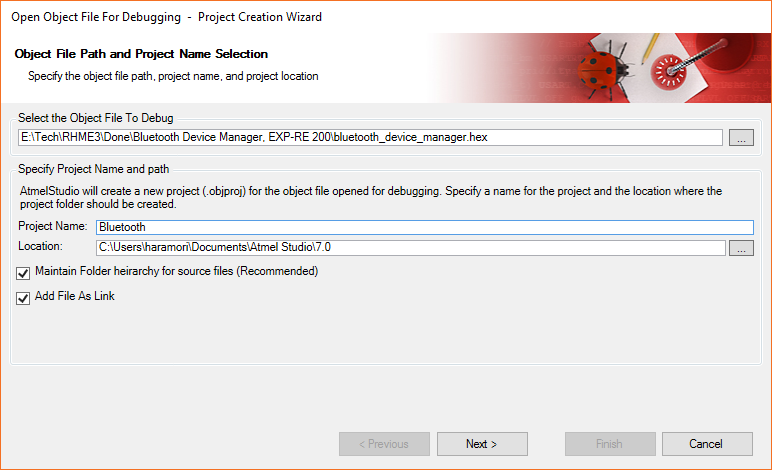 Open Object File For Debugging - Project Creation Wizard
Object File Path and Project Name Selection
Specify the object file path, project name, and project location
Select the Object File To Debug
E:\Tech\RHME3\Done\Bluetooth Device Manager, EXP-RE 200\bluetooth_device_manager.hex
...
Specify Project Name and path
AtmelStudio will create a new project (.objproj) for the object file opened for debugging. Specify a name for the project and the location where the
project folder should be created.
Project Name: Bluetooth
Location: C:\Users\haramori\Documents\Atmel Studio\7.0
...
Maintain Folder heirarchy for source files (Recommended)
Add File As Link
< Previous Next > Finish Cancel